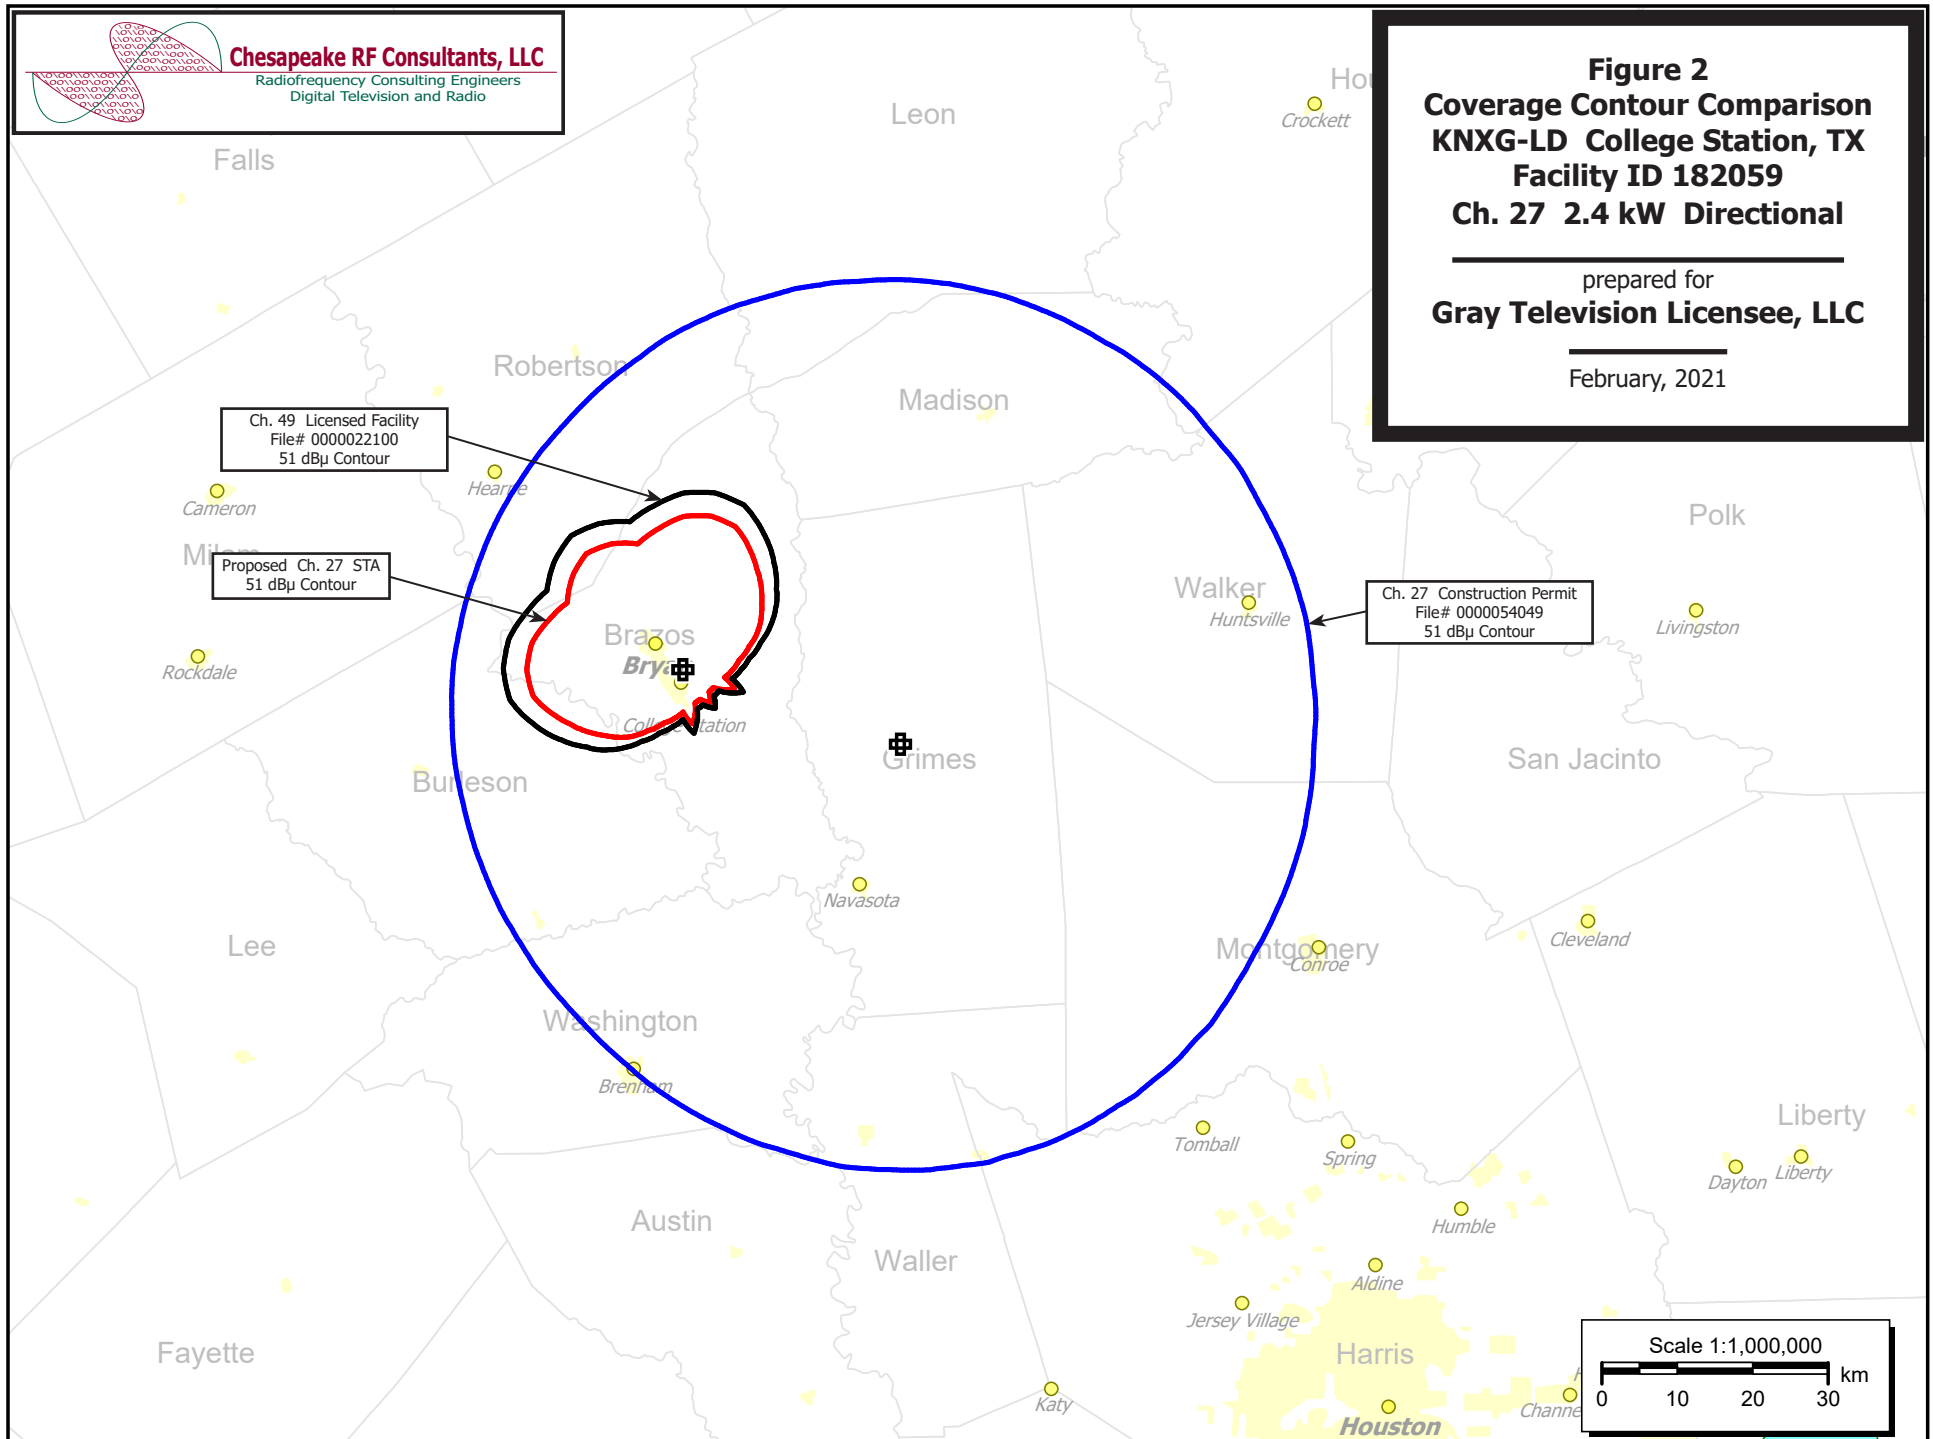 Chesapeake RF Consultants, LLC
Radiofrequency Consulting Engineers
Digital Television and Radio
Figure 2
Coverage Contour Comparison
KNXG-LD College Station, TX
Facility ID 182059
Ch. 27 2.4 kW Directional
prepared for
Gray Television Licensee, LLC
February, 2021
Leon
Crockett
Falls
Robertson
Madison
Ch. 49 Licensed Facility
File# 0000022100
51 dBµ Contour
Hearne
Cameron
Polk
Proposed Ch. 27 STA
51 dBµ Contour
Walker
Huntsville
Ch. 27 Construction Permit
File# 0000054049
51 dBµ Contour
Livingston
Brazos
Rockdale
College Station
Grimes
San Jacinto
Burleson
Navasota
Lee
Montgomery
Conroe
Cleveland
Washington
Brenham
Tomball
Spring
Liberty
Dayton
Liberty
Austin
Humble
Waller
Aldine
Jersey Village
Fayette
Harris
Katy
Houston
Scale 1:1,000,000
km
0 10 20 30